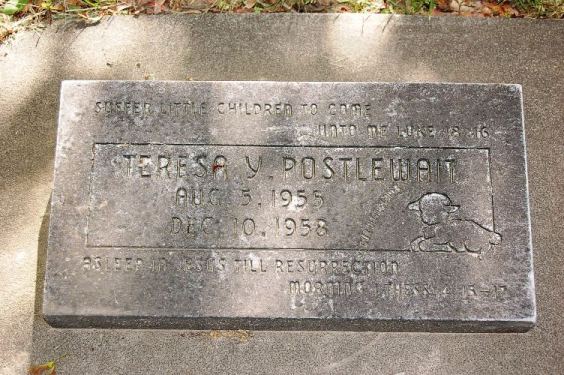 SUFFER LITTLE CHILDREN TO COME
UNTO ME LUKE 18-16
TERESA Y. POSTLEWAIT
AUG. 5, 1955
DEC. 10, 1958
ASLEEP IN JESUS TILL RESURRECTION
MORNING I THESS. 4:13-17